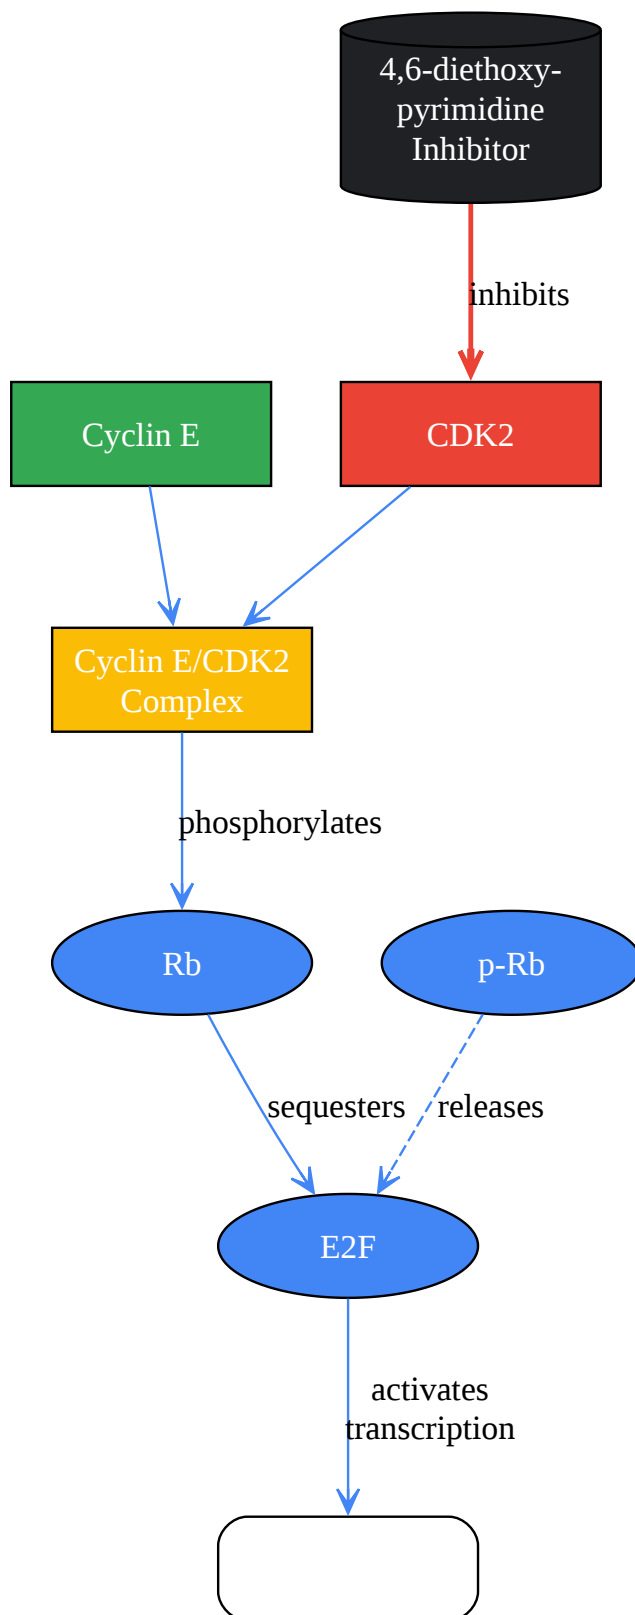 4,6-diethoxy-
pyrimidine
Inhibitor
inhibits
Cyclin E
CDK2
Cyclin E/CDK2
Complex
phosphorylates
Rb
p-Rb
sequesters
releases
E2F
activates
transcription